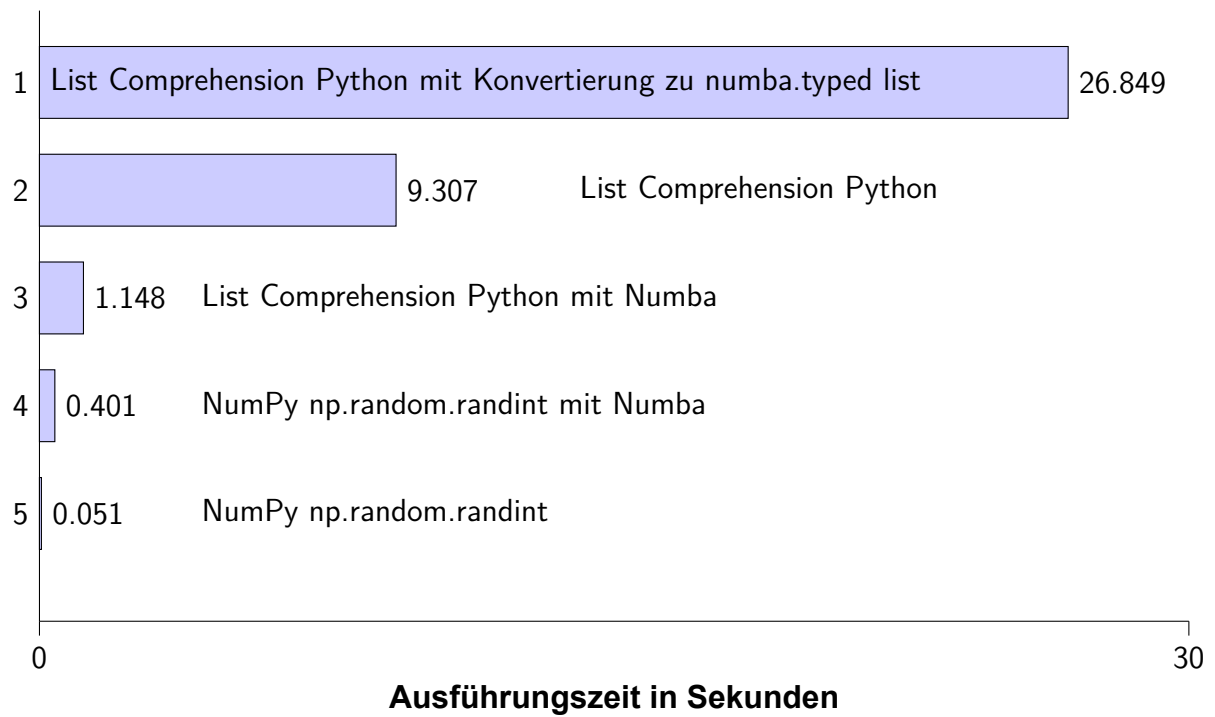 1 List Comprehension Python mit Konvertierung zu numba.typed list 26.849
2 9.307 List Comprehension Python
3 1.148 List Comprehension Python mit Numba
4 0.401 NumPy np.random.randint mit Numba
5 0.051 NumPy np.random.randint
0 30
Ausführungszeit in Sekunden